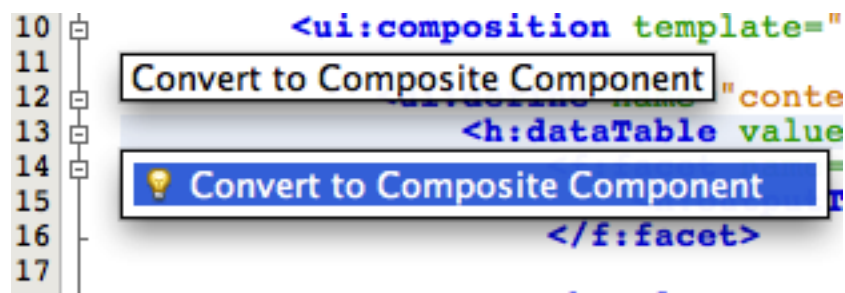 10 <ui:composition template="
11
Convert to Composite Component
12 "conte
13 <h:dataTable value
14
Convert to Composite Component
15
16 </f:facet>
17